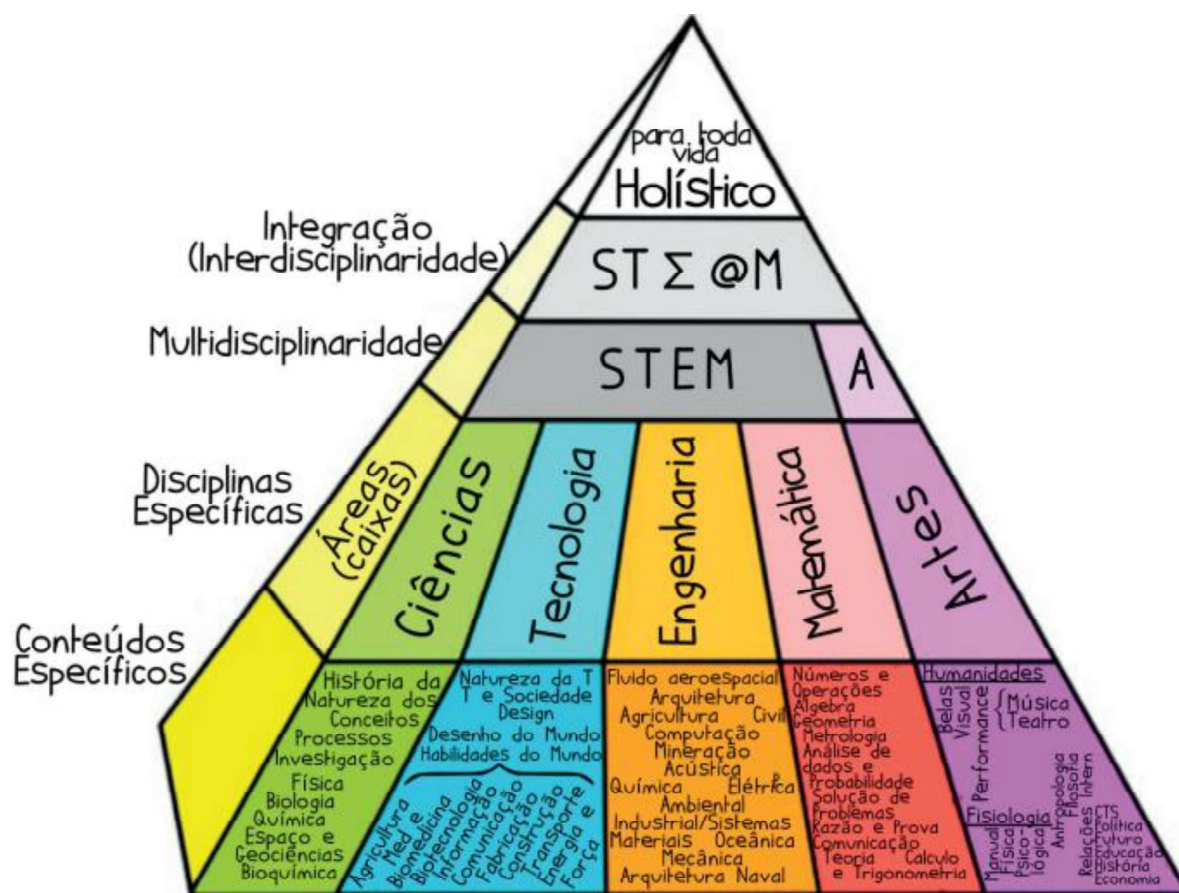 para toda
vida
Holístico
Integração
(Interdisciplinaridade)
ST Σ @M
Multidisciplinaridade
STEM
A
Disciplinas
Específicas
Áreas
(caixas)
Ciências
Tecnologia
Engenharia
Matemática
Artes
Conteúdos
Específicos
História da
Natureza dos
Conceitos
Processos
Investigação
Física
Biologia
Química
Espaço e
Geociências
Bioquímica
Natureza da T
T e Sociedade
Design
Desenho do Mundo
Habilidades do Mundo
Agricultura
Med e
Biomedicina
Biotecnologia
Informação
Comunicação
Fabricação
Construção
Transporte
Energia e
Força
Fluido aeroespacial
Arquitetura
Agricultura Civil
Computação
Mineração
Acústica
Química Elétrica
Ambiental
Industrial/Sistemas
Materiais Oceânica
Mecânica
Arquitetura Naval
Números e
Operações
Álgebra
Geometria
Metrologia
Análise de
dados e
Probabilidade
Solução de
Problemas
Razão e Prova
Comunicação
Teoria Calculo
e Trigonometria
Humanidades
Belas
Visual
Performance
Música
Teatro
Fisiologia
Manual
Física
Psico-
lógica
Antropologia
Filosofia
Relações Intern
CTS
Política
Futuro
Educação
História
Economia